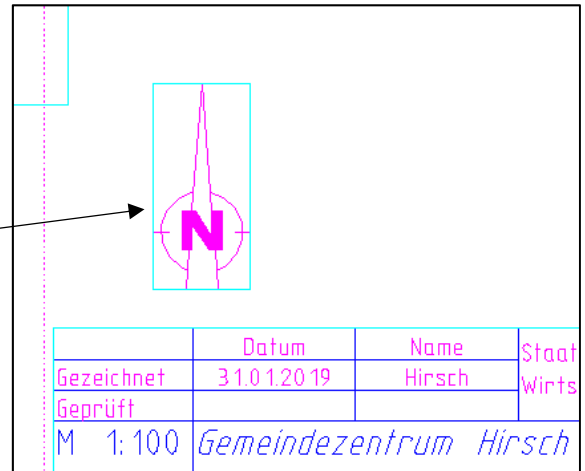 N
Datum Name Staat
Gezeichnet 31.01.2019 Hirsch Wirts
Geprüft
M 1:100 Gemeindezentrum Hirsch